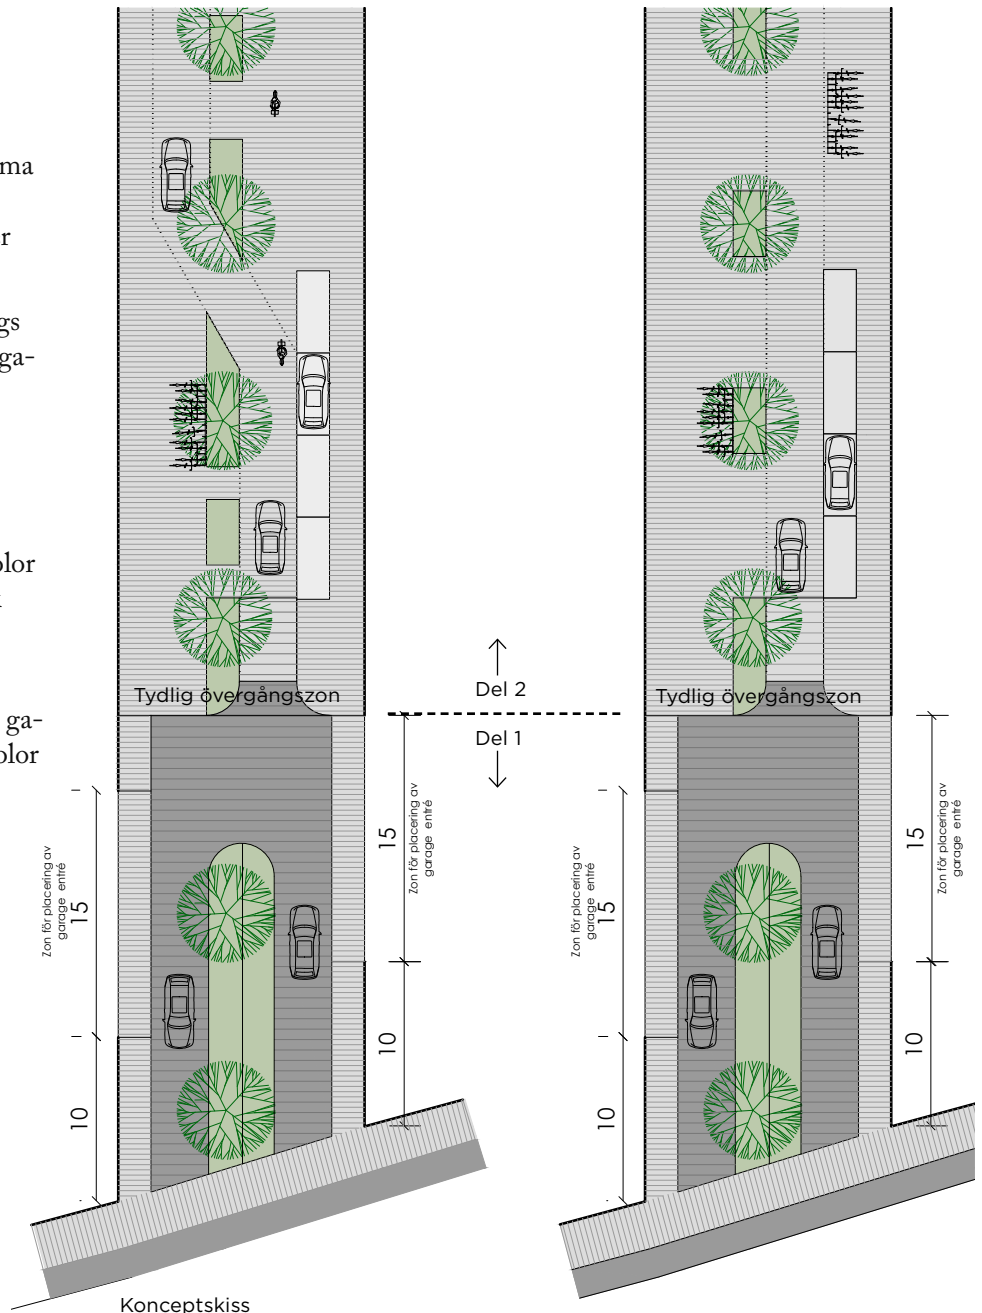 ma
r
gs
ga-
olor
ga-
olor
Tydlig övergångszon
Del 2
Del 1
Zon för placering av
garage entré
15
10
Zon för placering av
garage entré
15
10
Tydlig övergångszon
Zon för placering av
garage entré
15
10
Zon för placering av
garage entré
15
10
Konceptskiss